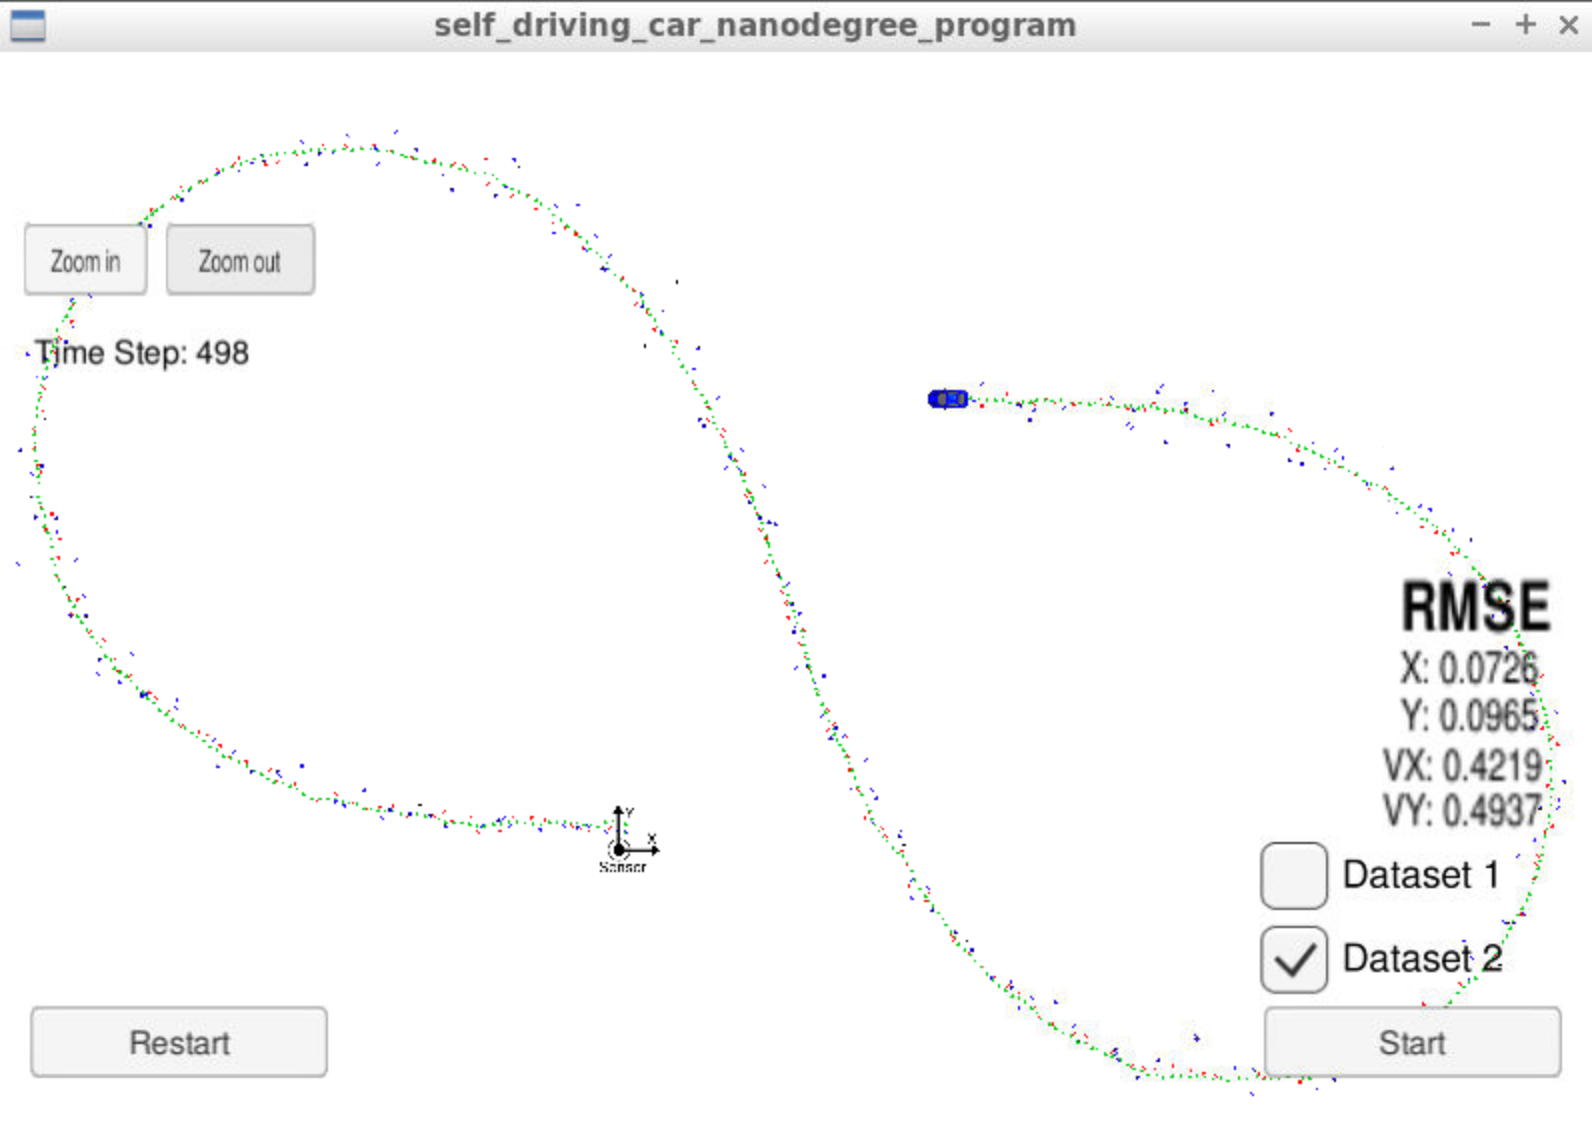 self_driving_car_nanodegree_program
Zoom in
Zoom out
Time Step: 498
RMSE
X: 0.0726
Y: 0.0965
VX: 0.4219
VY: 0.4937
Y
X
Sensor
Dataset 1
Dataset 2
Restart
Start